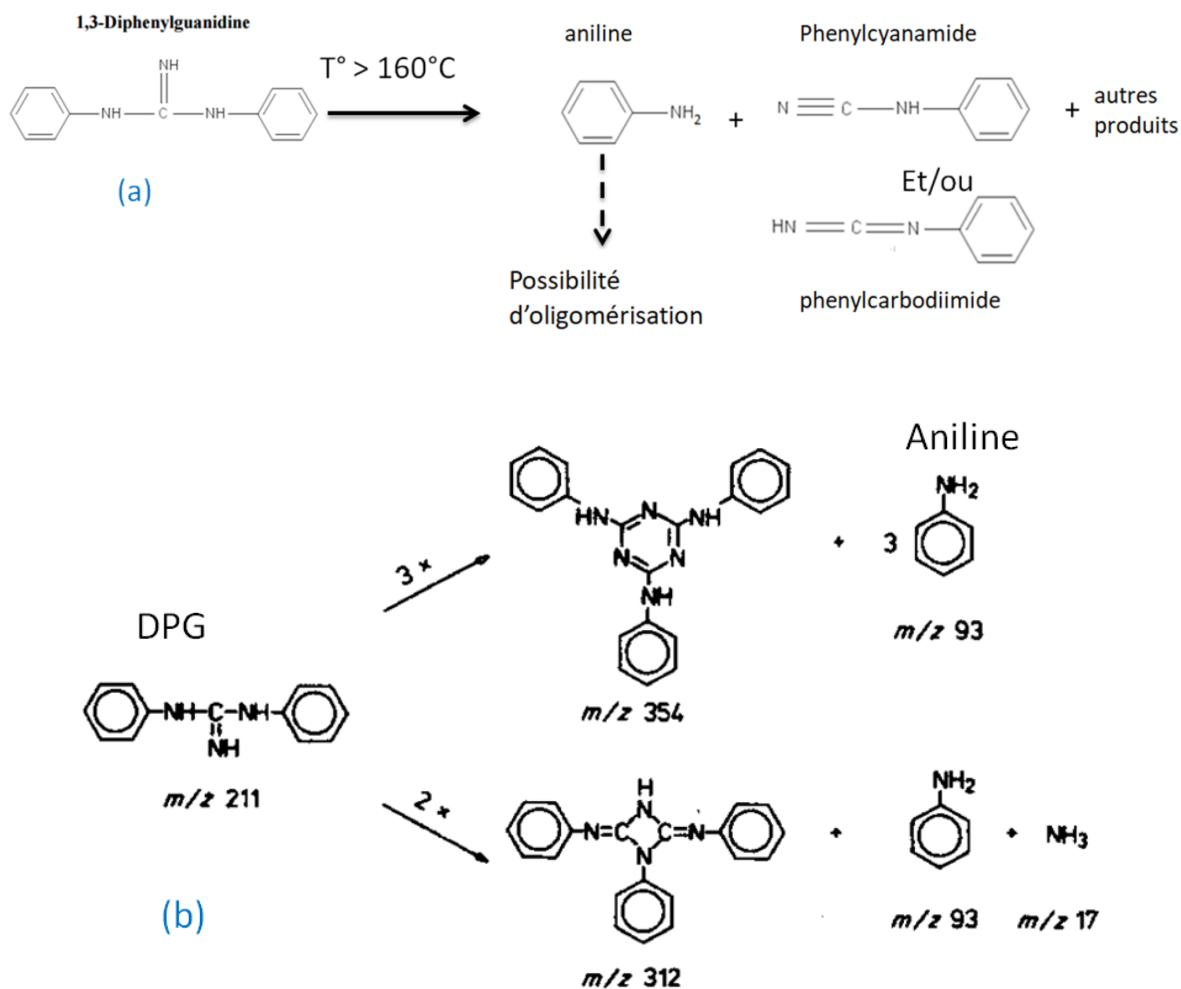 1,3-Diphenylguanidine
NH
NH C NH
(a)
T° > 160°C
aniline
NH2
+
Phenylcyanamide
N C NH
+ autres
produits
Et/ou
HN C N
phenylcarbodiimide
Possibilité
d’oligomérisation
DPG
NH-C-NH
NH
m/z 211
(b)
3 x
HN N NH
N N
NH
m/z 354
+ 3
Aniline
NH2
m/z 93
2 x
H
N
N=C C=N
N
m/z 312
+
NH2
m/z 93
+ NH3
m/z 17